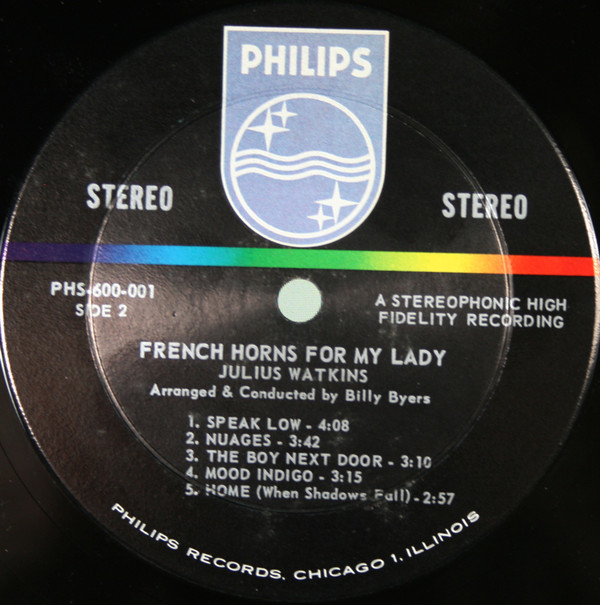 PHILIPS
STEREO
STEREO
PHS-600-001
SIDE 2
A STEREOPHONIC HIGH
FIDELITY RECORDING
FRENCH HORNS FOR MY LADY
JULIUS WATKINS
Arranged & Conducted by Billy Byers
1. SPEAK LOW - 4:08
2. NUAGES - 3:42
3. THE BOY NEXT DOOR - 3:10
4. MOOD INDIGO - 3:15
5. HOME (When Shadows Fall) - 2:57
PHILIPS RECORDS, CHICAGO 1, ILLINOIS